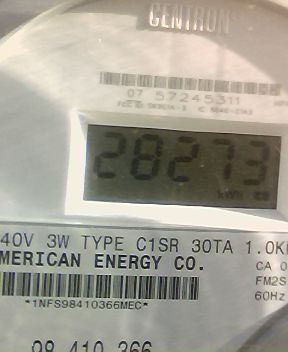 CENTRON
07 57245311
28273
kWh
40V 3W TYPE C1SR 30TA 1.0K
MERICAN ENERGY CO.
CA 0
FM2S
60Hz
*1NFS98410366MEC*
98 410 366